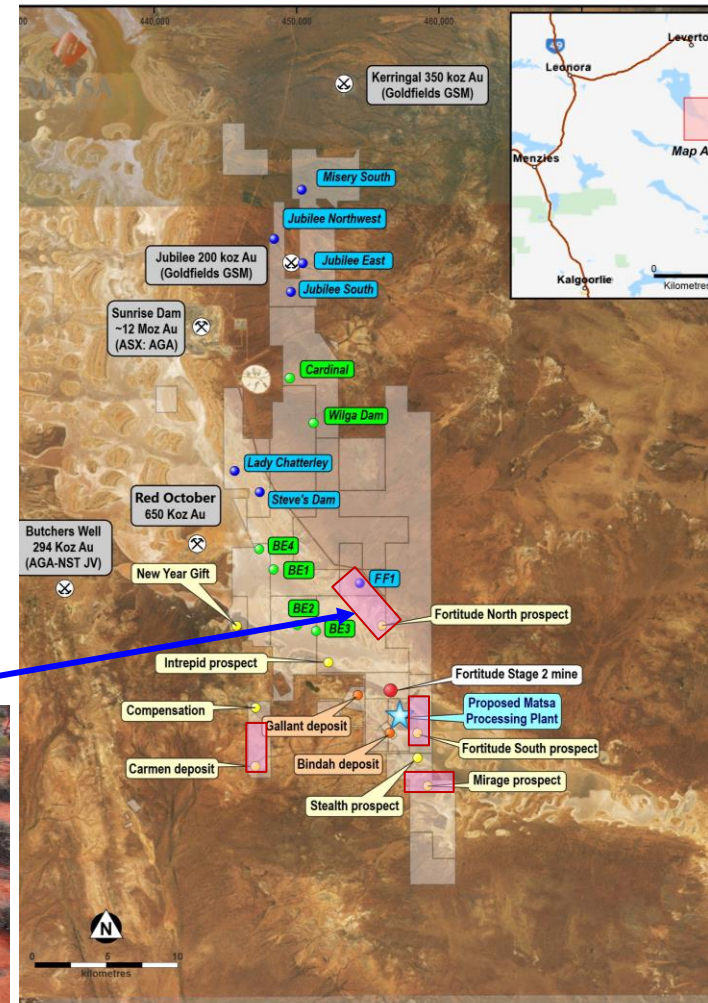 440,000
450,000
460,000
MATSA
Kerringal 350 koz Au
(Goldfields GSM)
49
Leonora
Menzies
Kalgoorlie
0
Kilometres
Misery South
Jubilee Northwest
Jubilee 200 koz Au
(Goldfields GSM)
Jubilee East
Jubilee South
Sunrise Dam
~12 Moz Au
(ASX: AGA)
Cardinal
Wilga Dam
Lady Chatterley
Steve's Dam
Red October
650 Koz Au
Butchers Well
294 Koz Au
(AGA-NST JV)
BE4
BE1
FF1
New Year Gift
BE2
BE3
Fortitude North prospect
Intrepid prospect
Fortitude Stage 2 mine
Compensation
Gallant deposit
Proposed Matsa
Processing Plant
Fortitude South prospect
Carmen deposit
Bindah deposit
Mirage prospect
Stealth prospect
N
0 5 10
kilometres